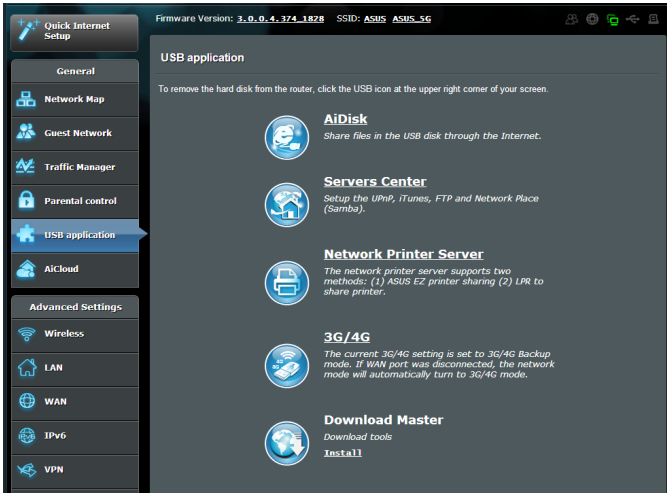 Quick Internet
Setup
Firmware Version: 3.0.0.4.374_1828 SSID: ASUS ASUS_5G
General
Network Map
Guest Network
Traffic Manager
Parental control
USB application
AiCloud
Advanced Settings
Wireless
LAN
WAN
IPv6
VPN
USB application
To remove the hard disk from the router, click the USB icon at the upper right corner of your screen.
AiDisk
Share files in the USB disk through the Internet.
Servers Center
Setup the UPnP, iTunes, FTP and Network Place
(Samba).
Network Printer Server
The network printer server supports two
methods: (1) ASUS EZ printer sharing (2) LPR to
share printer.
3G/4G
The current 3G/4G setting is set to 3G/4G Backup
mode. If WAN port was disconnected, the network
mode will automatically turn to 3G/4G mode.
Download Master
Download tools
Install